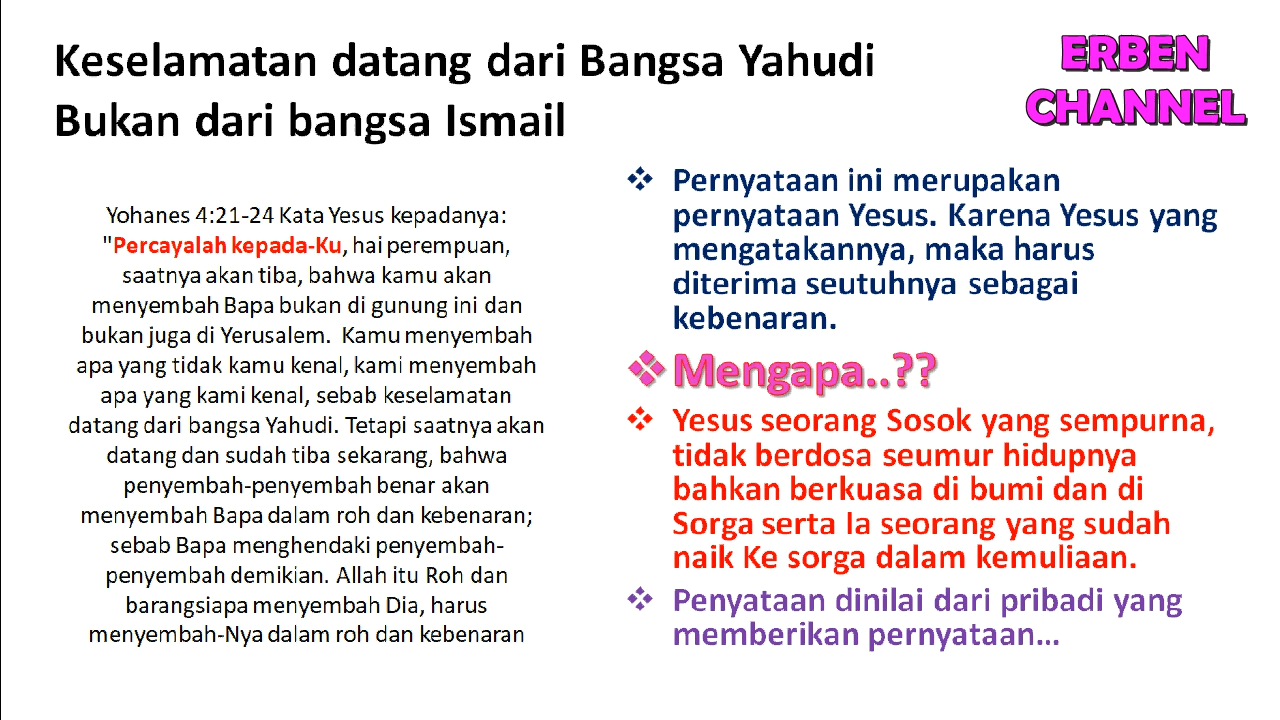 Keselamatan datang dari Bangsa Yahudi
Bukan dari bangsa Ismail
ERBEN
CHANNEL
Yohanes 4:21-24 Kata Yesus kepadanya:
"Percayalah kepada-Ku, hai perempuan,
saatnya akan tiba, bahwa kamu akan
menyembah Bapa bukan di gunung ini dan
bukan juga di Yerusalem. Kamu menyembah
apa yang tidak kamu kenal, kami menyembah
apa yang kami kenal, sebab keselamatan
datang dari bangsa Yahudi. Tetapi saatnya akan
datang dan sudah tiba sekarang, bahwa
penyembah-penyembah benar akan
menyembah Bapa dalam roh dan kebenaran;
sebab Bapa menghendaki penyembah-
penyembah demikian. Allah itu Roh dan
barangsiapa menyembah Dia, harus
menyembah-Nya dalam roh dan kebenaran
❖ Pernyataan ini merupakan
pernyataan Yesus. Karena Yesus yang
mengatakannya, maka harus
diterima seutuhnya sebagai
kebenaran.
❖ Mengapa..??
❖ Yesus seorang Sosok yang sempurna,
tidak berdosa seumur hidupnya
bahkan berkuasa di bumi dan di
Sorga serta Ia seorang yang sudah
naik Ke sorga dalam kemuliaan.
❖ Penyataan dinilai dari pribadi yang
memberikan pernyataan...